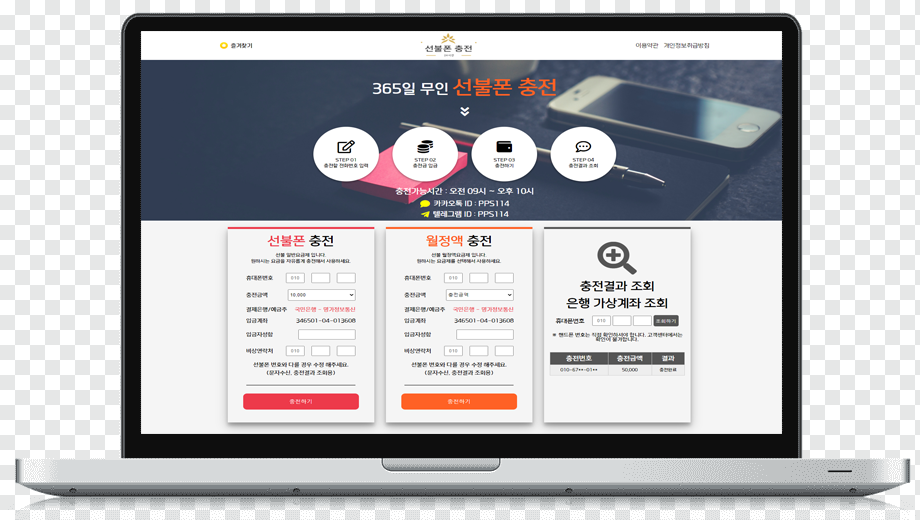 즐겨찾기
선불폰 충전
이용약관 개인정보취급방침
365일 무인 선불폰 충전
STEP 01
충전할 전화번호 입력
STEP 02
충전금 입금
STEP 03
충전하기
STEP 04
충전결과 조회
충전가능시간 : 오전 09시 ~ 오후 10시
카카오톡 ID : PPS114
텔레그램 ID : PPS114
선불폰 충전
선불 일반요금제 입니다.
원하시는 요금을 자유롭게 충전해서 사용하세요.
휴대폰번호 010
충전금액 10,000
결제은행/예금주 국민은행 - 명가정보통신
입금계좌 346501-04-013608
입금자성함
비상연락처 010
선불폰 번호와 다를 경우 수정 해주세요.
(문자수신, 충전결과 조회용)
충전하기
월정액 충전
선불 월정액요금제 입니다.
원하시는 요금제를 선택해서 사용하세요.
휴대폰번호 010
충전금액 충전금액
결제은행/예금주 국민은행 - 명가정보통신
입금계좌 346501-04-013608
입금자성함
비상연락처 010
선불폰 번호와 다를 경우 수정 해주세요.
(문자수신, 충전결과 조회용)
충전하기
충전결과 조회
은행 가상계좌 조회
휴대폰번호 010 조회하기
※ 핸드폰 번호는 직접 확인하셔야 합니다. 고객센터에서는
확인이 불가합니다.
충전번호 충전금액 결과
010-67**-01** 50,000 충전완료